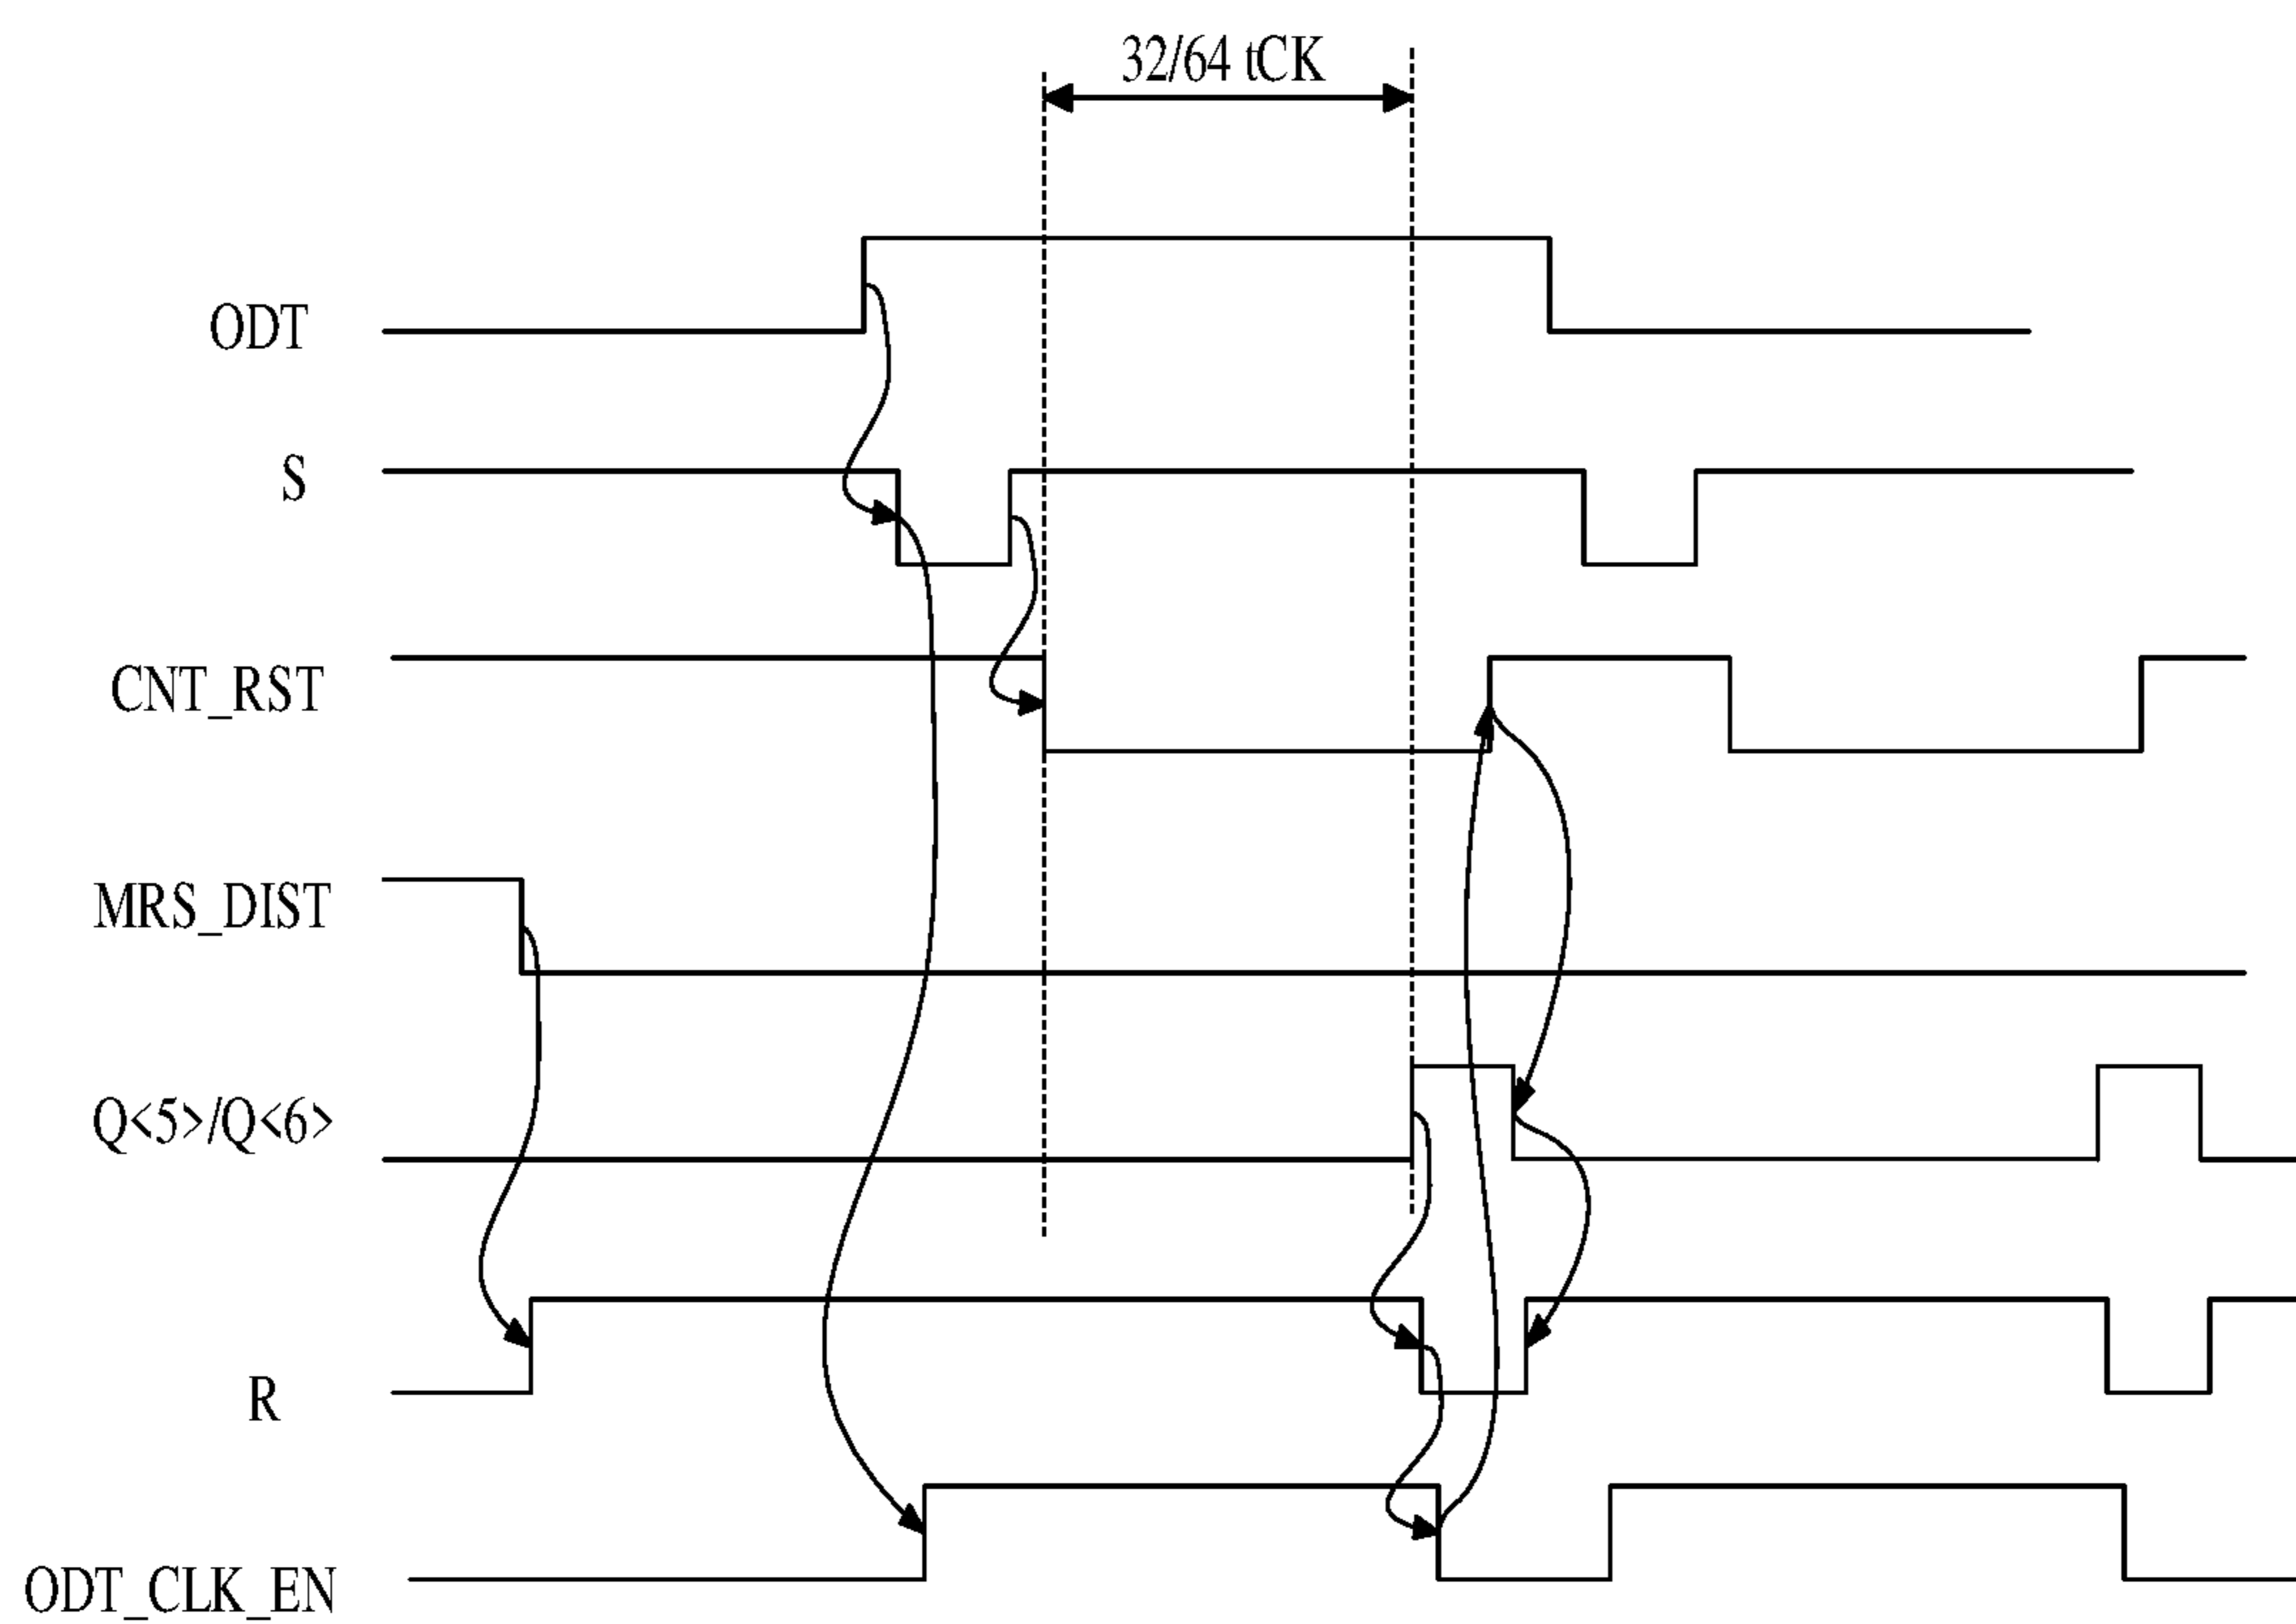 32/64 tCK
ODT
S
CNT_RST
MRS_DIST
Q<5>/Q<6>
R
ODT_CLK_EN